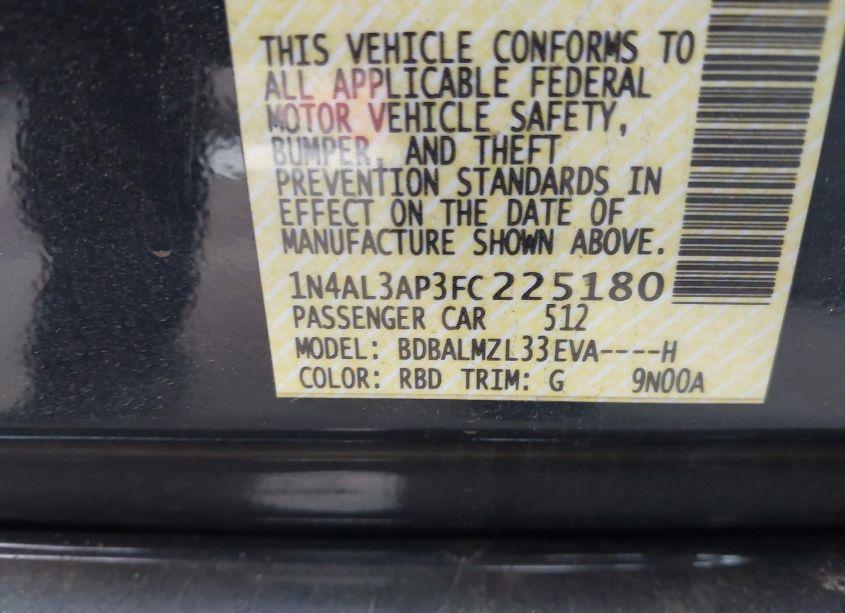 THIS VEHICLE CONFORMS TO
ALL APPLICABLE FEDERAL
MOTOR VEHICLE SAFETY,
BUMPER, AND THEFT
PREVENTION STANDARDS IN
EFFECT ON THE DATE OF
MANUFACTURE SHOWN ABOVE.
1N4AL3AP3FC225180
PASSENGER CAR 512
MODEL: BDBALMZL33EVA----H
COLOR: RBD TRIM: G 9N00A